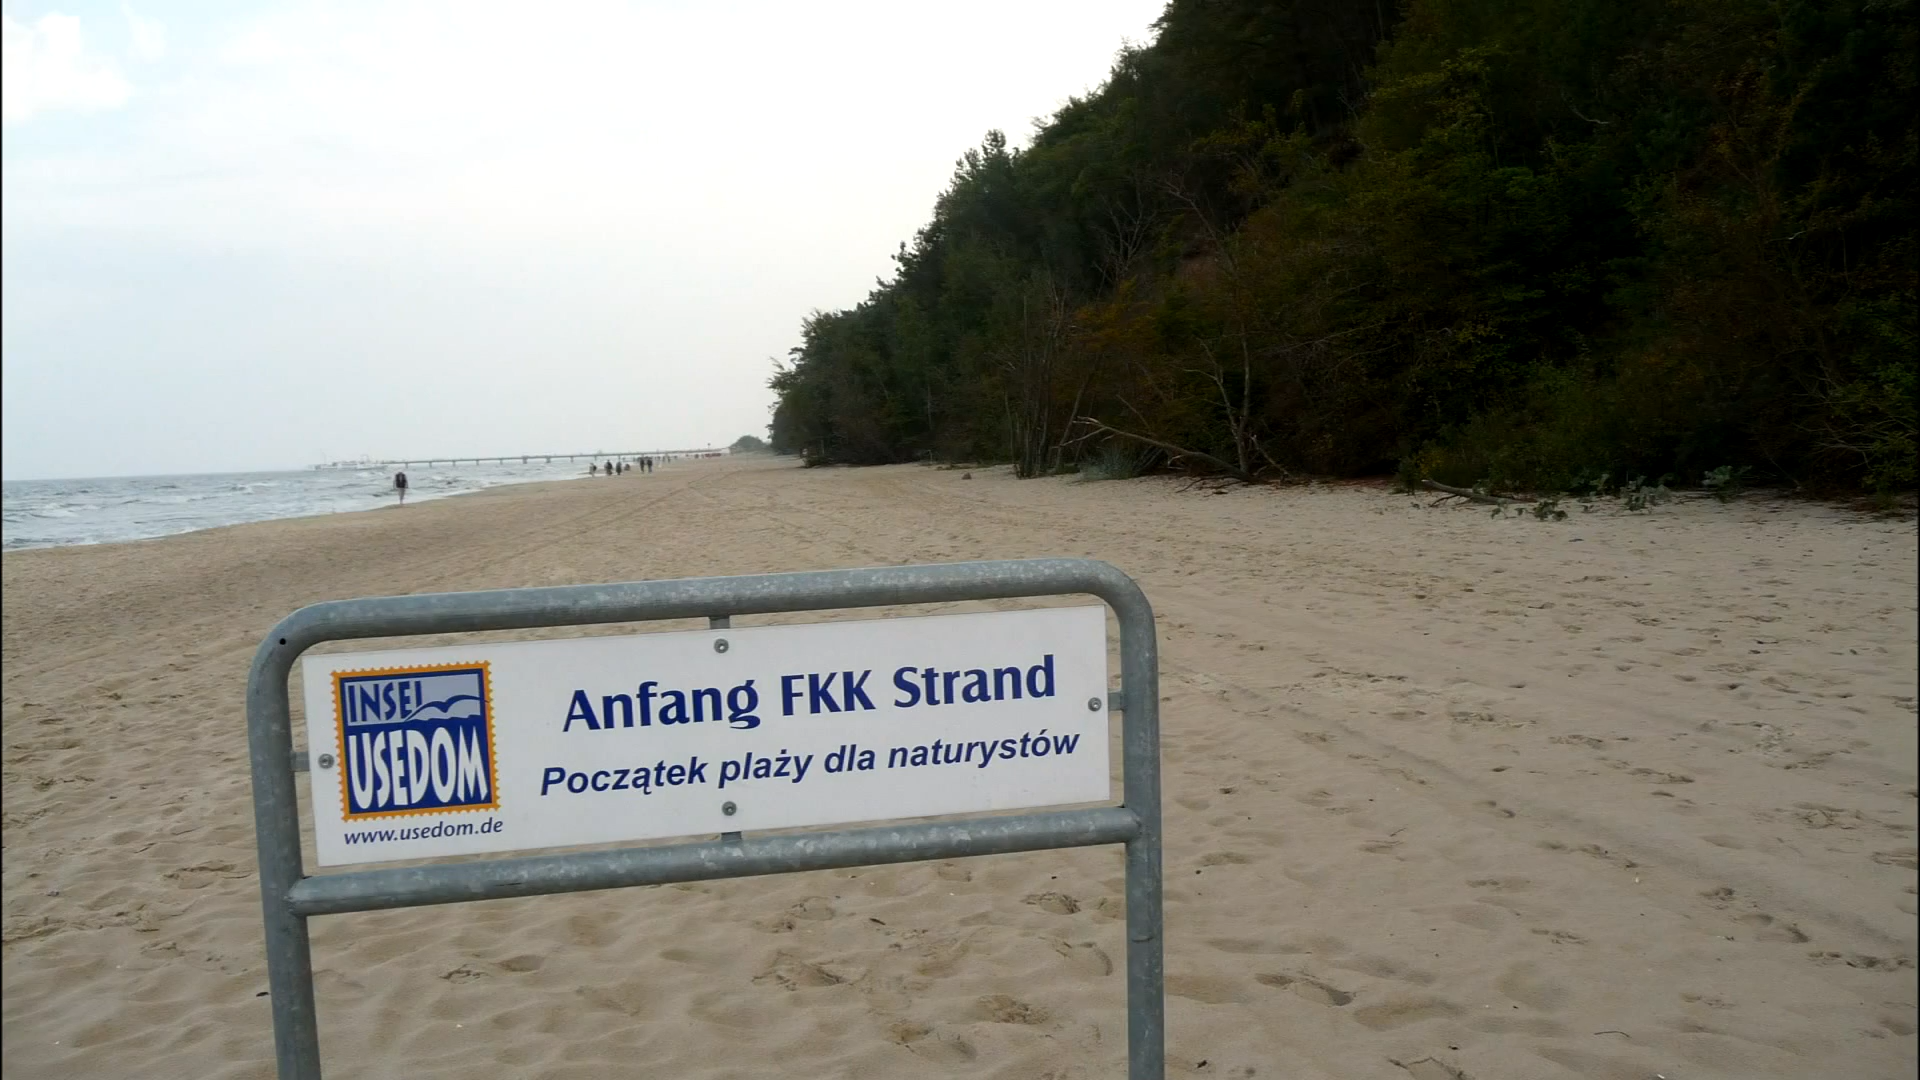 INSEL
USEDOM
www.usedom.de
Anfang FKK Strand
Początek plaży dla naturystów